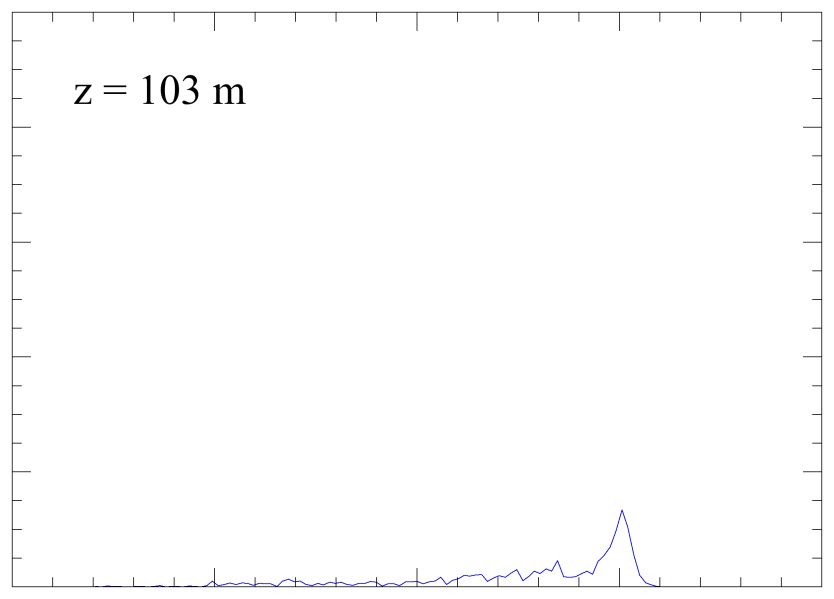 z = 103 m